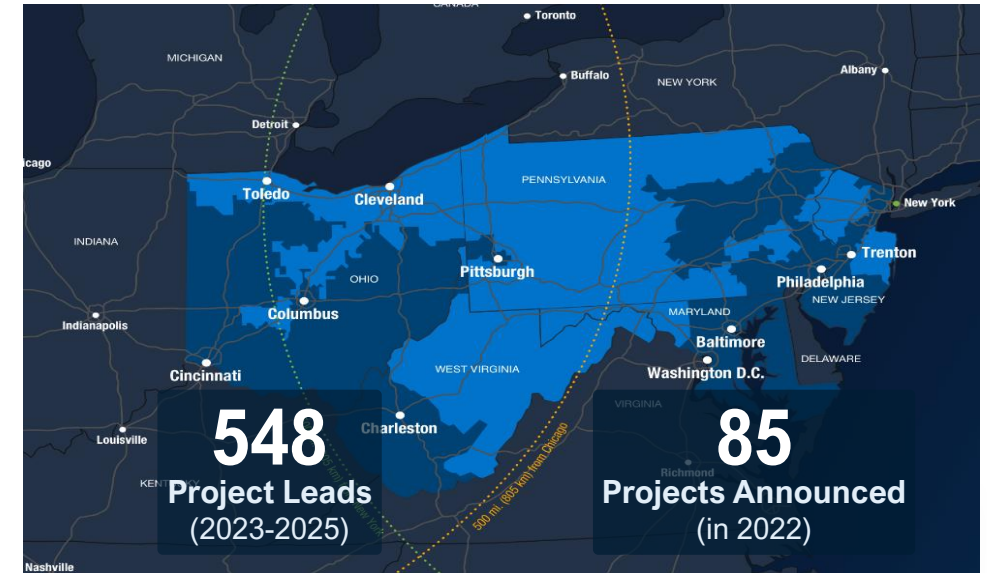 CANADA
Toronto
MICHIGAN
Buffalo
NEW YORK
Albany
Detroit
icago
Toledo
Cleveland
PENNSYLVANIA
New York
INDIANA
OHIO
Pittsburgh
Trenton
Philadelphia
NEW JERSEY
Columbus
MARYLAND
Indianapolis
Baltimore
Cincinnati
WEST VIRGINIA
Washington D.C.
DELAWARE
VIRGINIA
Charleston
Louisville
Richmond
500 mi. (805 km) from Chicago
548
Project Leads
(2023-2025)
85
Projects Announced
(in 2022)
Nashville